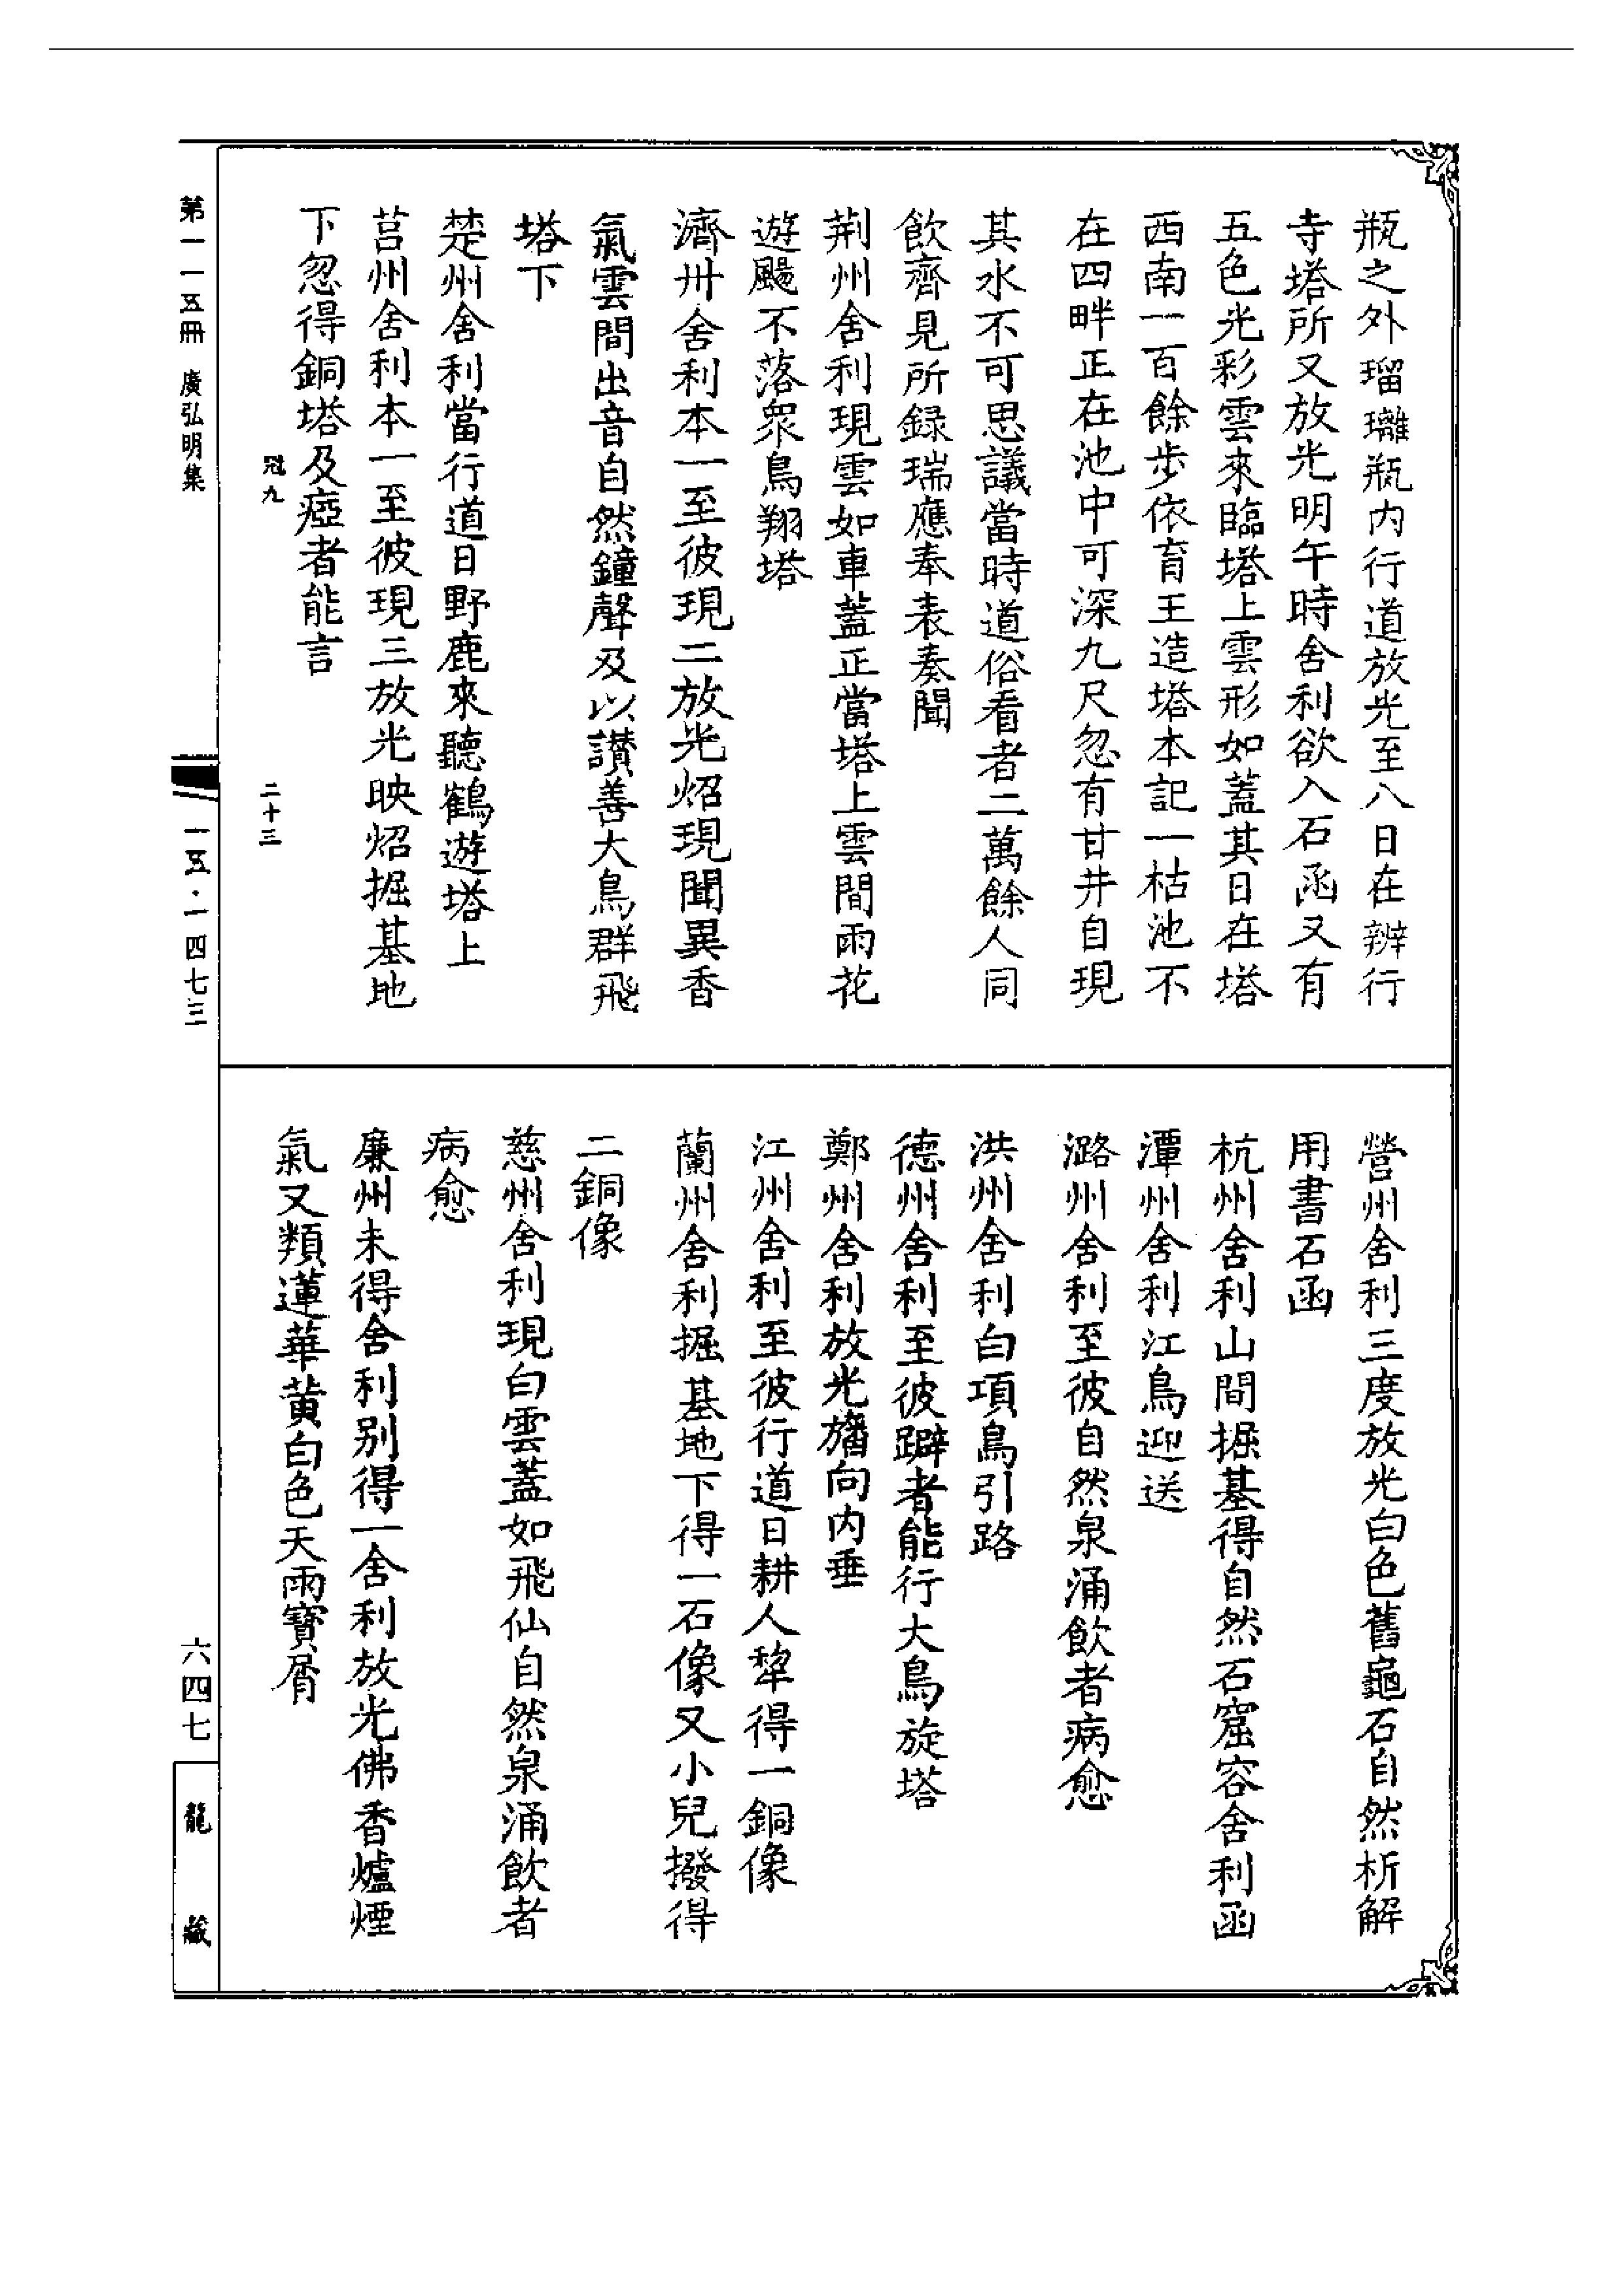 瓶之外瑠璃瓶内行道放光至八日在辨行
寺塔所又放光明午時舍利欲入石函又有
五色光彩雲來臨塔上雲形如蓋其日在塔
西南一百餘步依育王造塔本記一枯池不
在四畔正在池中可深九尺忽有甘井自現
其水不可思議當時道俗看者二萬餘人同
飲齊見所録瑞應奉表奏聞
荆州舍利現雲如車蓋正當塔上雲間雨花
遊颺不落衆鳥翔塔
濟州舍利本一至彼現二放光炤現聞異香
氣雲間出音自然鐘聲及以讃善大鳥群飛
塔下
楚州舍利當行道日野鹿來聽鶴遊塔上
莒州舍利本一至彼現三放光映炤掘基地
下忽得銅塔及瘂者能言
冠九
二十三
營州舍利三度放光白色舊龜石自然析解
用書石函
杭州舍利山間掘基得自然石窟容舍利函
潭州舍利江鳥迎送
潞州舍利至彼自然泉涌飲者病愈
洪州舍利白項鳥引路
德州舍利至彼躃者能行大鳥旋塔
鄭州舍利放光旛向内垂
江州舍利至彼行道日耕人犂得一銅像
蘭州舍利掘基地下得一石像又小兒撥得
二銅像
慈州舍利現白雲蓋如飛仙自然泉涌飲者
病愈
廉州未得舍利别得一舍利放光佛香爐煙
氣又類蓮華黄白色天雨寳屑
第一一五冊 廣弘明集
一五·一四七三
六四七
龍藏